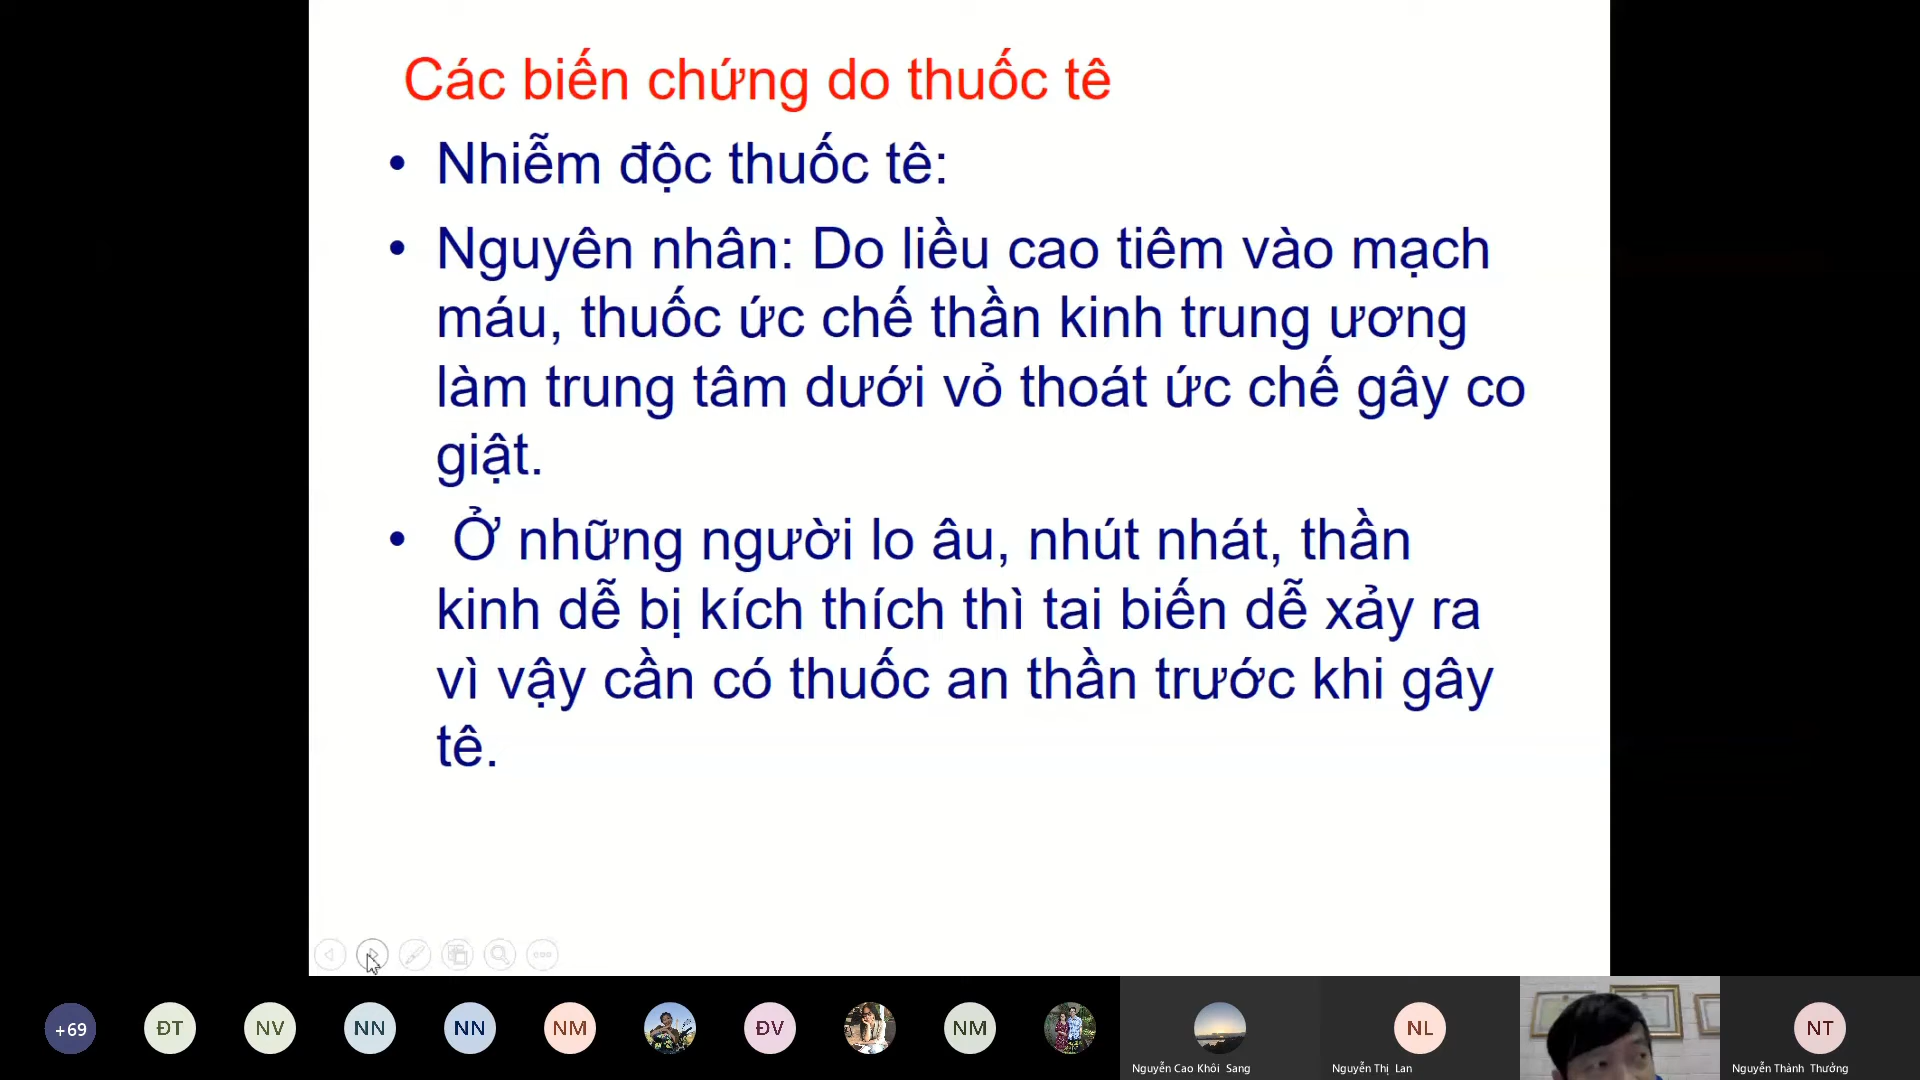 Các biến chứng do thuốc tê
• Nhiễm độc thuốc tê:
• Nguyên nhân: Do liều cao tiêm vào mạch
máu, thuốc ức chế thần kinh trung ương
làm trung tâm dưới vỏ thoát ức chế gây co
giật.
• Ở những người lo âu, nhút nhát, thần
kinh dễ bị kích thích thì tai biến dễ xảy ra
vì vậy cần có thuốc an thần trước khi gây
tê.
+69
ĐT
NV
NN
NN
NM
ĐV
NM
NL
NT
Nguyễn Cao Khôi Sang
Nguyễn Thị Lan
Nguyễn Thành Thưởng